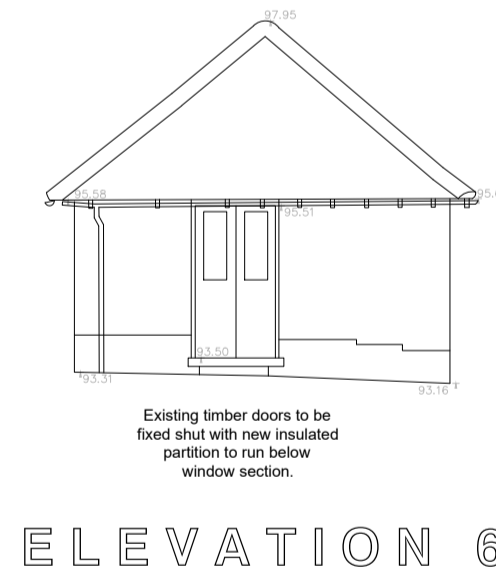 97.95
95.58
95.51
93.50
93.31
93.16
Existing timber doors to be
fixed shut with new insulated
partition to run below
window section.
ELEVATION 6